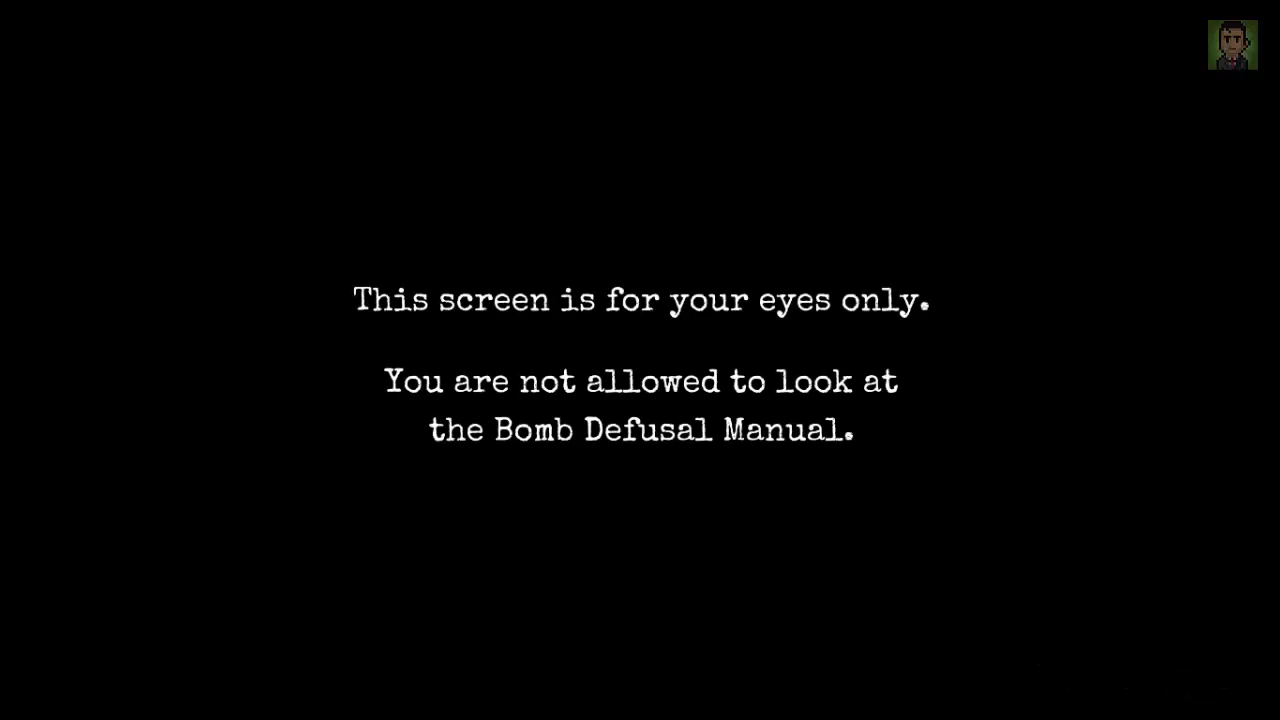 This screen is for your eyes only.
You are not allowed to look at
the Bomb Defusal Manual.